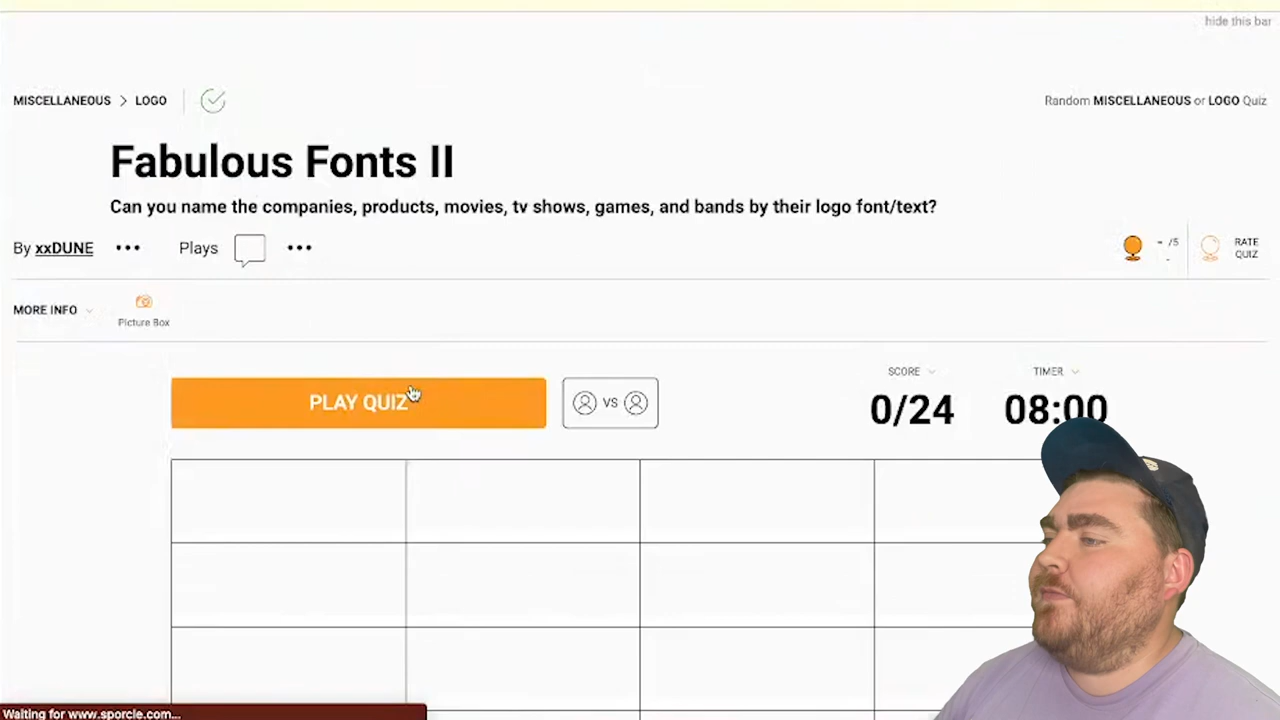 hide this bar
MISCELLANEOUS > LOGO
Random MISCELLANEOUS or LOGO Quiz
Fabulous Fonts II
Can you name the companies, products, movies, tv shows, games, and bands by their logo font/text?
By xxDUNE ••• Plays •••
- /5
-
RATE
QUIZ
MORE INFO
Picture Box
PLAY QUIZ
VS
SCORE
TIMER
0/24
08:00
Waiting for www.sporcle.com...